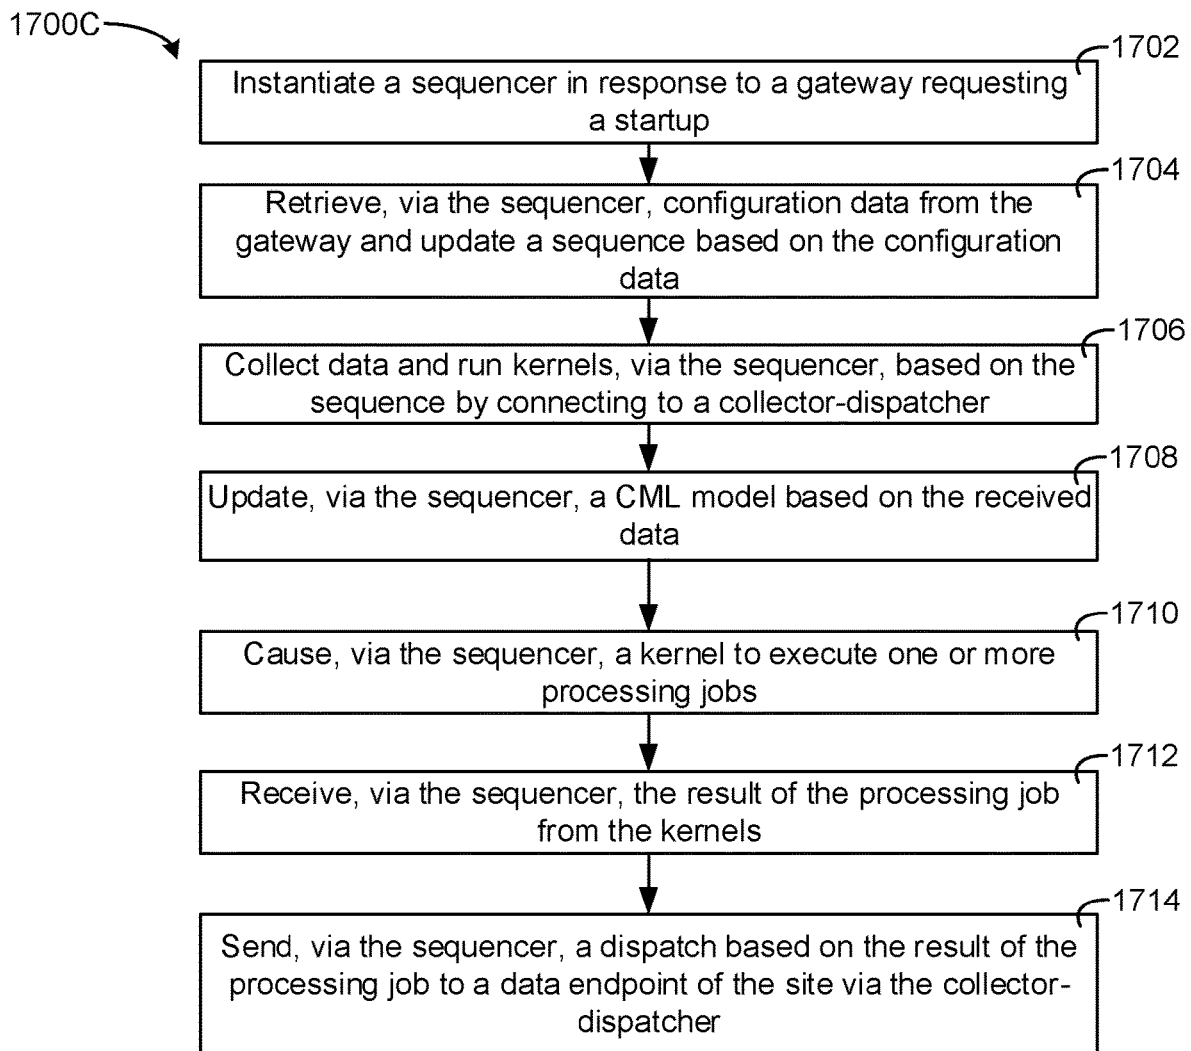 1700C
1702
Instantiate a sequencer in response to a gateway requesting
a startup
1704
Retrieve, via the sequencer, configuration data from the
gateway and update a sequence based on the configuration
data
1706
Collect data and run kernels, via the sequencer, based on the
sequence by connecting to a collector-dispatcher
1708
Update, via the sequencer, a CML model based on the received
data
1710
Cause, via the sequencer, a kernel to execute one or more
processing jobs
1712
Receive, via the sequencer, the result of the processing job
from the kernels
1714
Send, via the sequencer, a dispatch based on the result of the
processing job to a data endpoint of the site via the collector-
dispatcher